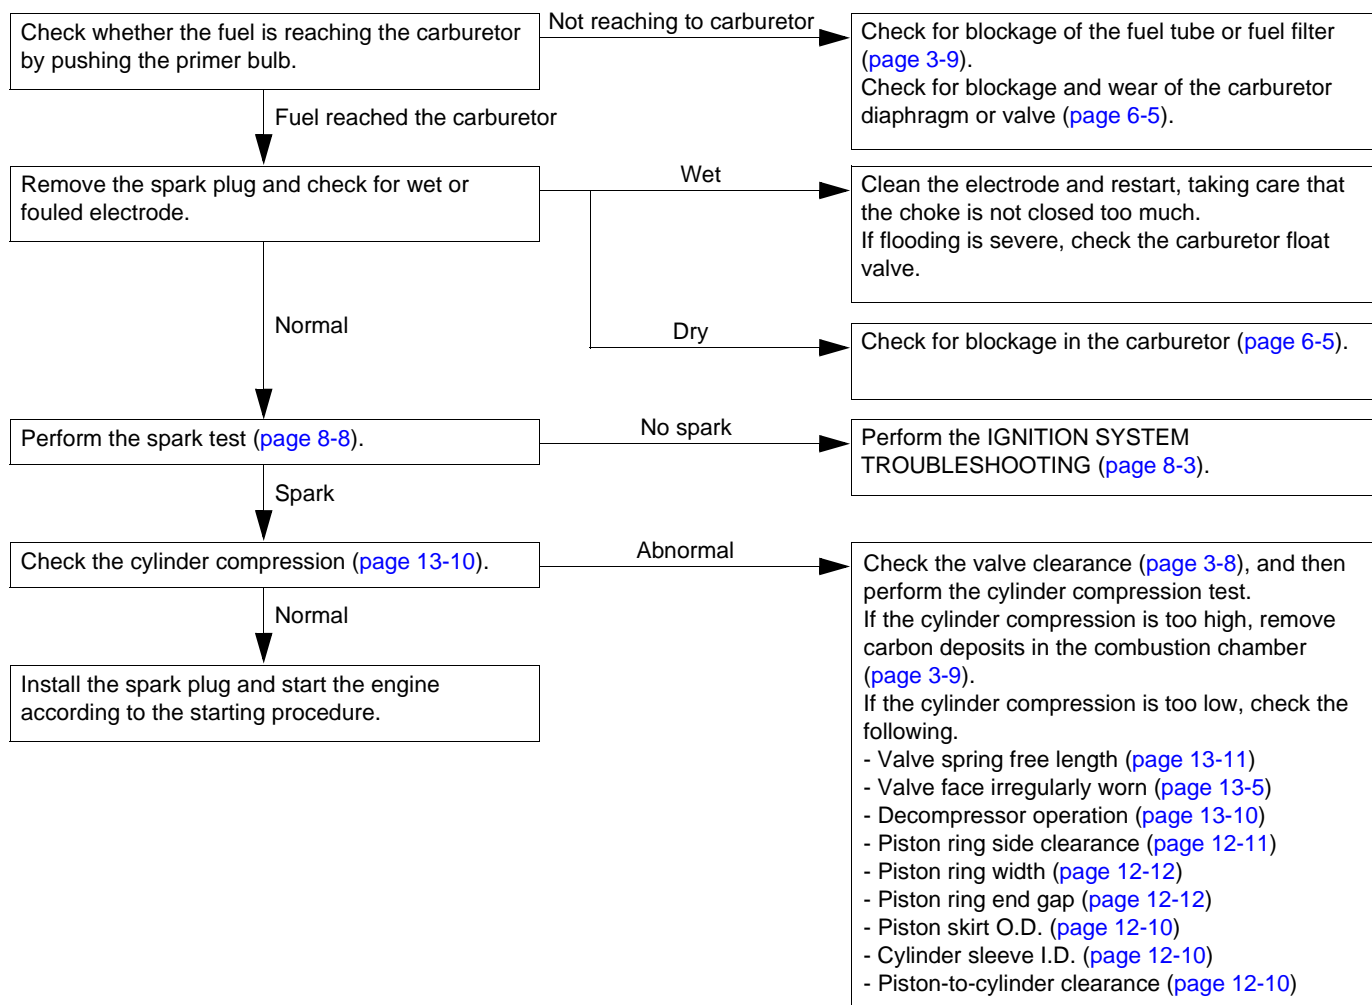 Check whether the fuel is reaching the carburetor
by pushing the primer bulb.
Not reaching to carburetor
Check for blockage of the fuel tube or fuel filter
(page 3-9).
Check for blockage and wear of the carburetor
diaphragm or valve (page 6-5).
Fuel reached the carburetor
Remove the spark plug and check for wet or
fouled electrode.
Wet
Clean the electrode and restart, taking care that
the choke is not closed too much.
If flooding is severe, check the carburetor float
valve.
Normal
Dry
Check for blockage in the carburetor (page 6-5).
Perform the spark test (page 8-8).
No spark
Perform the IGNITION SYSTEM
TROUBLESHOOTING (page 8-3).
Spark
Check the cylinder compression (page 13-10).
Abnormal
Check the valve clearance (page 3-8), and then
perform the cylinder compression test.
If the cylinder compression is too high, remove
carbon deposits in the combustion chamber
(page 3-9).
If the cylinder compression is too low, check the
following.
- Valve spring free length (page 13-11)
- Valve face irregularly worn (page 13-5)
- Decompressor operation (page 13-10)
- Piston ring side clearance (page 12-11)
- Piston ring width (page 12-12)
- Piston ring end gap (page 12-12)
- Piston skirt O.D. (page 12-10)
- Cylinder sleeve I.D. (page 12-10)
- Piston-to-cylinder clearance (page 12-10)
Normal
Install the spark plug and start the engine
according to the starting procedure.